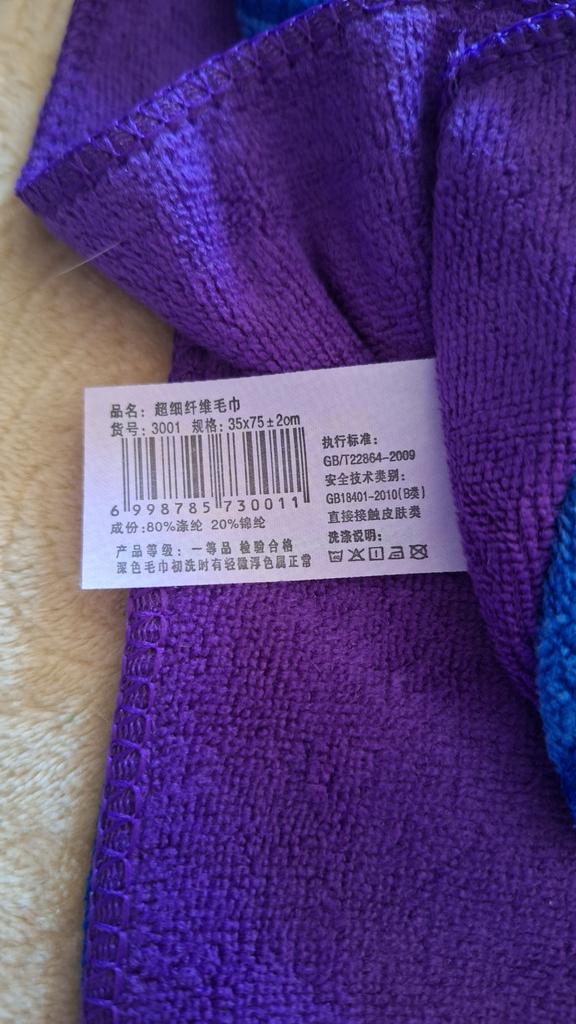 品名: 超细纤维毛巾
货号: 3001 规格: 35x75±2cm
6 998785 730011
成份:80%涤纶 20%锦纶
产品等级: 一等品 检验合格
深色毛巾初洗时有轻微浮色属正常
执行标准:
GB/T22864-2009
安全技术类别:
GB18401-2010(B类)
直接接触皮肤类
洗涤说明: